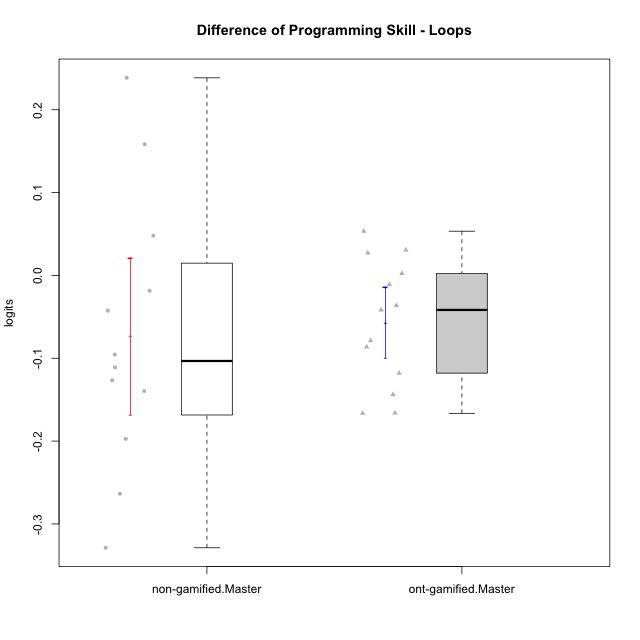 Difference of Programming Skill - Loops
logits
0.2
0.1
0.0
-0.1
-0.2
-0.3
non-gamified.Master
ont-gamified.Master